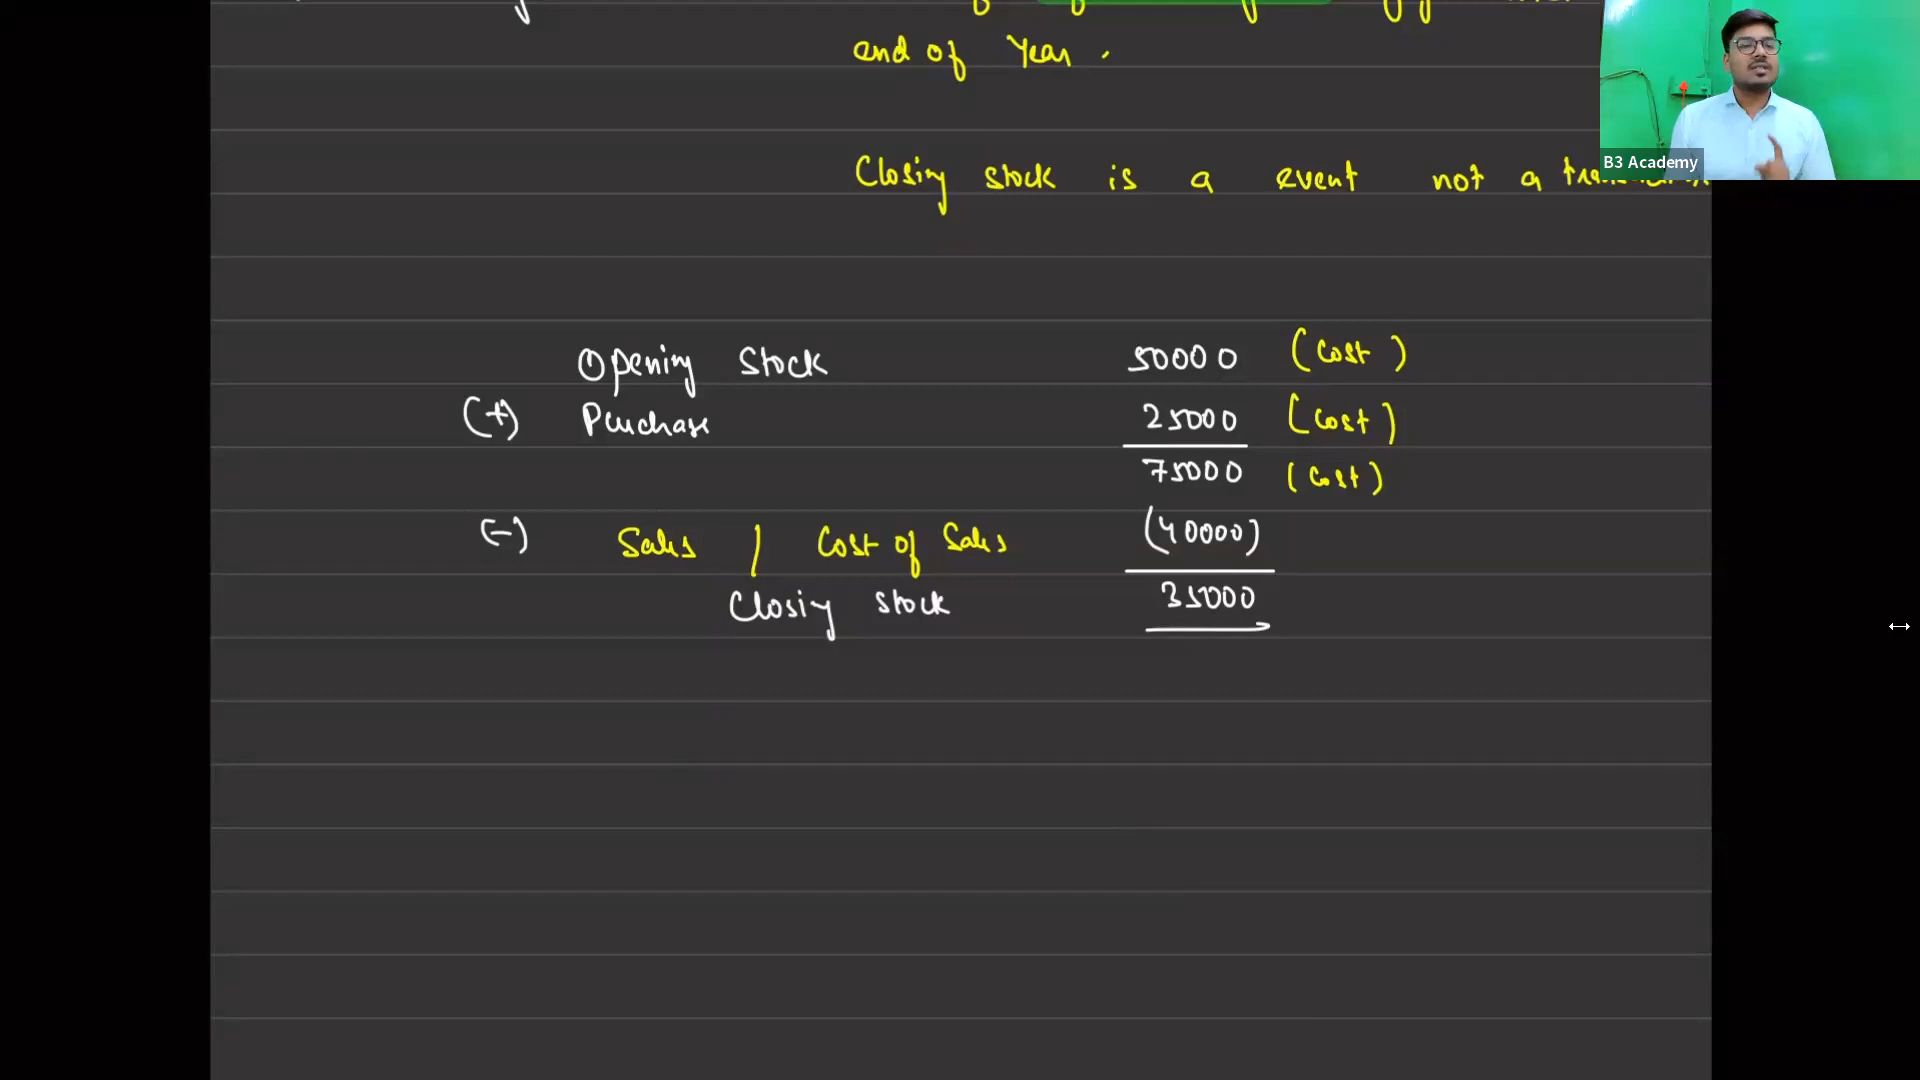 end of Year .
Closing stock is a event not a
B3 Academy
Opening Stock 50000 (Cost)
(+) Purchase 25000 (Cost)
75000 (Cost)
(-) Sales / Cost of Sales (40000)
Closing stock 35000